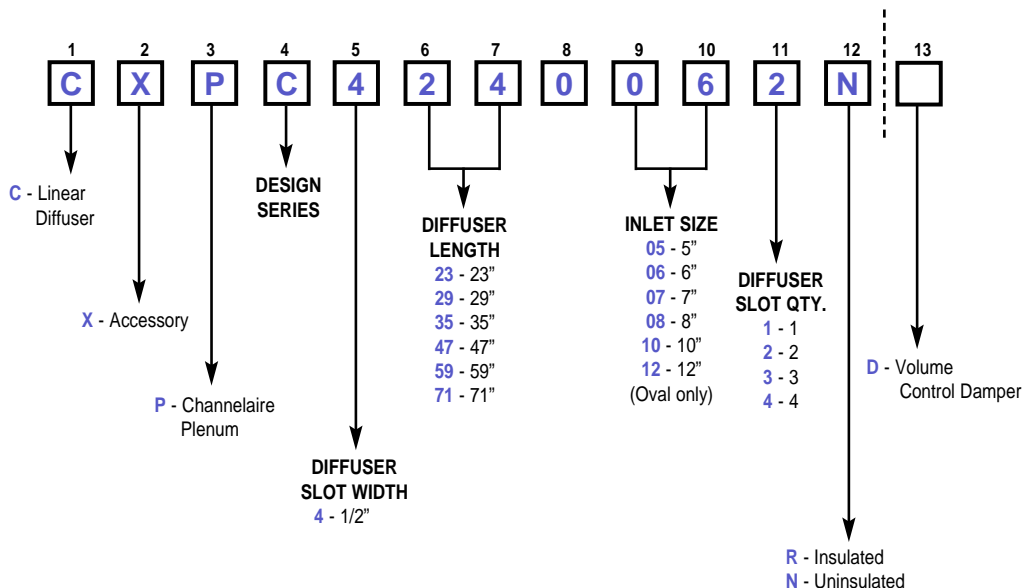 1 2 3 4 5 6 7 8 9 10 11 12 13
C X P C 4 2 4 0 0 6 2 N
C - Linear
Diffuser
X - Accessory
P - Channelaire
Plenum
DESIGN
SERIES
DIFFUSER
SLOT WIDTH
4 - 1/2”
DIFFUSER
LENGTH
23 - 23”
29 - 29”
35 - 35”
47 - 47”
59 - 59”
71 - 71”
INLET SIZE
05 - 5”
06 - 6”
07 - 7”
08 - 8”
10 - 10”
12 - 12”
(Oval only)
DIFFUSER
SLOT QTY.
1 - 1
2 - 2
3 - 3
4 - 4
R - Insulated
N - Uninsulated
D - Volume
Control Damper